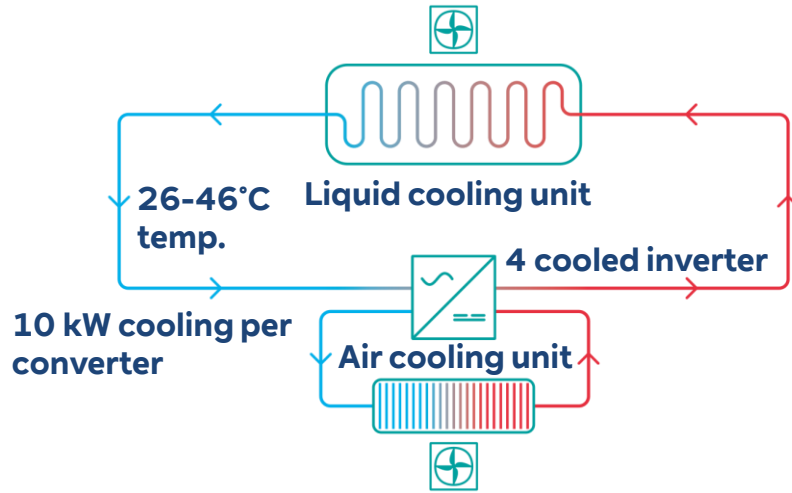 26-46°C
temp.
Liquid cooling unit
4 cooled inverter
10 kW cooling per
converter
Air cooling unit